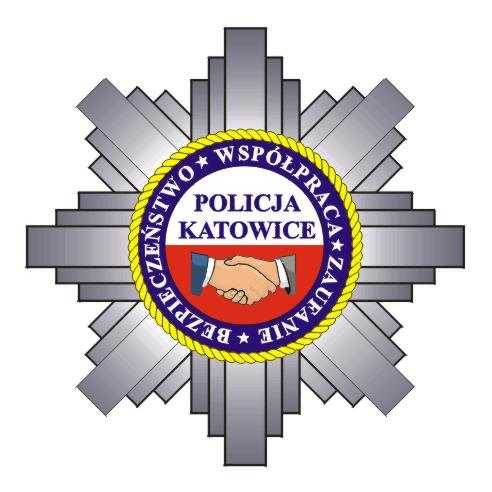 BEZPIECZEŃSTWO ★ WSPÓŁPRACA ★ ZAUFANIE ★
POLICJA
KATOWICE